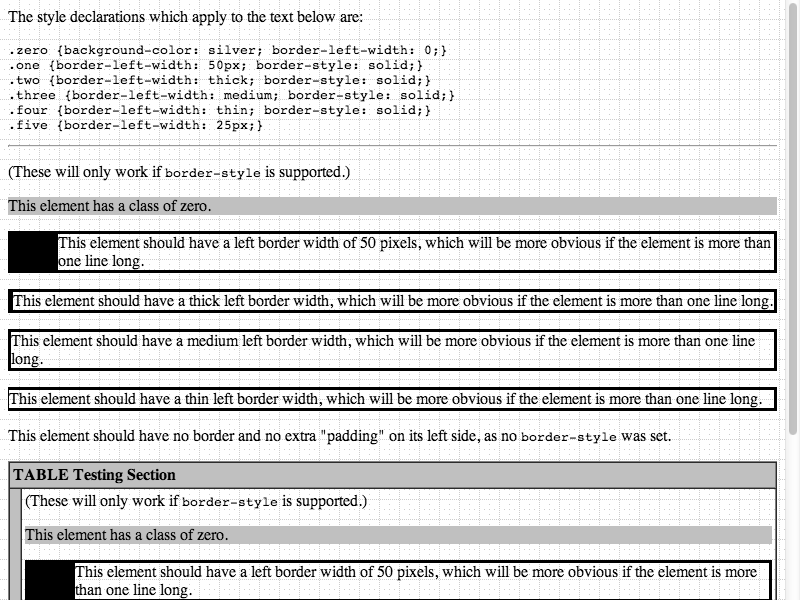 The style declarations which apply to the text below are:
.zero {background-color: silver; border-left-width: 0;}
.one {border-left-width: 50px; border-style: solid;}
.two {border-left-width: thick; border-style: solid;}
.three {border-left-width: medium; border-style: solid;}
.four {border-left-width: thin; border-style: solid;}
.five {border-left-width: 25px;}
(These will only work if border-style is supported.)
This element has a class of zero.
This element should have a left border width of 50 pixels, which will be more obvious if the element is more than
one line long.
This element should have a thick left border width, which will be more obvious if the element is more than one line long.
This element should have a medium left border width, which will be more obvious if the element is more than one line
long.
This element should have a thin left border width, which will be more obvious if the element is more than one line long.
This element should have no border and no extra "padding" on its left side, as no border-style was set.
TABLE Testing Section
(These will only work if border-style is supported.)
This element has a class of zero.
This element should have a left border width of 50 pixels, which will be more obvious if the element is more
than one line long.